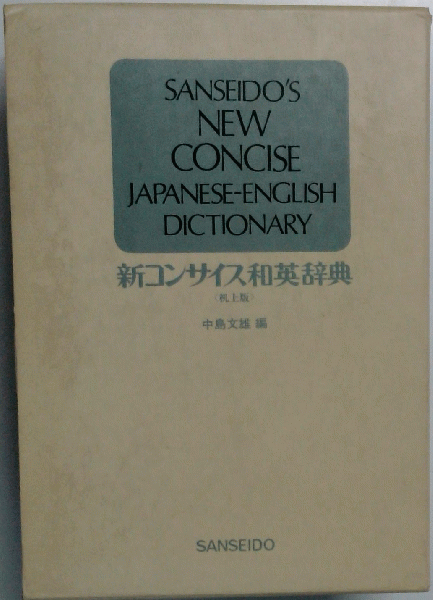 SANSEIDO'S
NEW
CONCISE
JAPANESE-ENGLISH
DICTIONARY
新コンサイス和英辞典
〈机上版〉
中島文雄 編
SANSEIDO